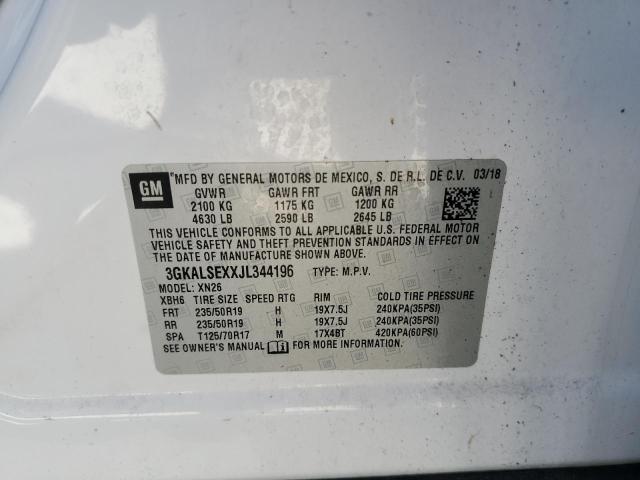 GM
*MFD BY GENERAL MOTORS DE MEXICO, S. DE R.L. DE C.V. 03/18
GVWR GAWR FRT GAWR RR
2100 KG 1175 KG 1200 KG
4630 LB 2590 LB 2645 LB
THIS VEHICLE CONFORMS TO ALL APPLICABLE U.S. FEDERAL MOTOR
VEHICLE SAFETY AND THEFT PREVENTION STANDARDS IN EFFECT ON
THE DATE OF MANUFACTURE SHOWN ABOVE.
3GKALSEXXJL344196 TYPE: M.P.V.
MODEL: XN26
XBH6 TIRE SIZE SPEED RTG RIM COLD TIRE PRESSURE
FRT 235/50R19 H 19X7.5J 240KPA(35PSI)
RR 235/50R19 H 19X7.5J 240KPA(35PSI)
SPA T125/70R17 M 17X4BT 420KPA(60PSI)
SEE OWNER'S MANUAL FOR MORE INFORMATION